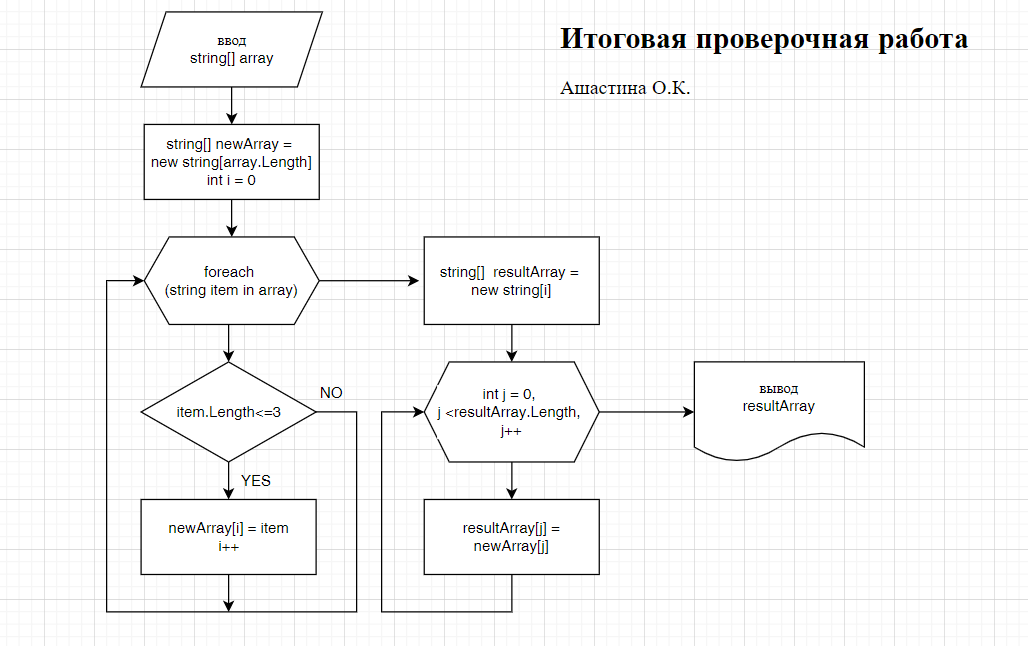 Итоговая проверочная работа
Ашастина О.К.
ввод
string[] array
string[] newArray =
new string[array.Length]
int i = 0
foreach
(string item in array)
item.Length<=3
NO
YES
newArray[i] = item
i++
string[] resultArray =
new string[i]
int j = 0,
j <resultArray.Length,
j++
resultArray[j] =
newArray[j]
вывод
resultArray